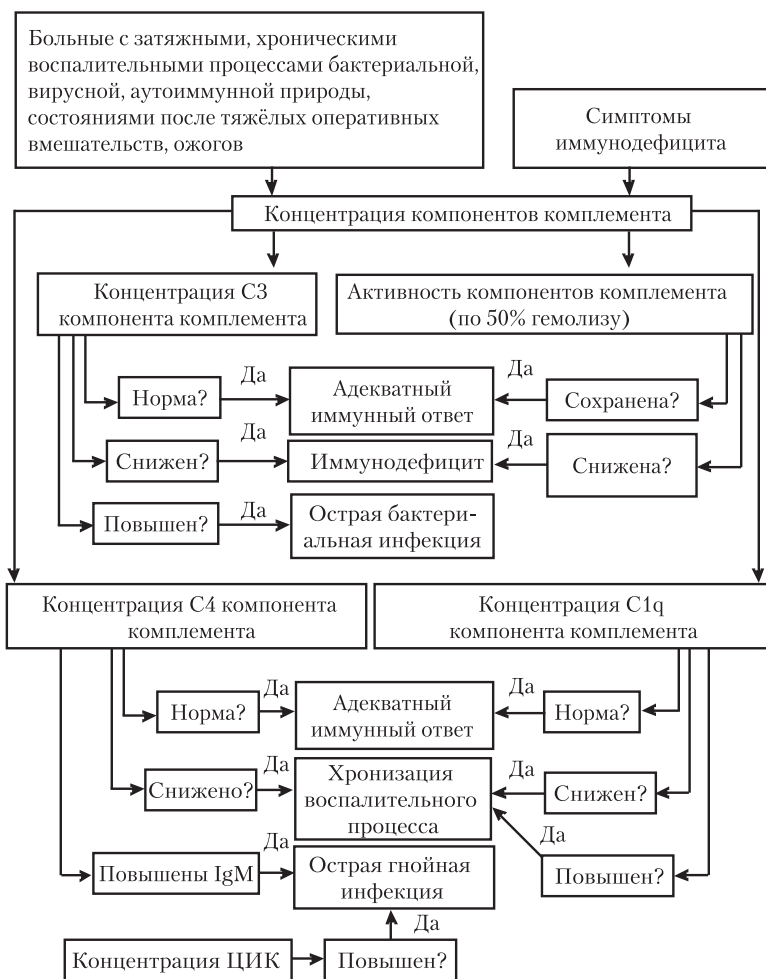 Больные с затяжными, хроническими
воспалительными процессами бактериальной,
вирусной, аутоиммунной природы,
состояниями после тяжёлых оперативных
вмешательств, ожогов
Симптомы
иммунодефицита
Концентрация компонентов комплемента
Концентрация С3
компонента комплемента
Активность компонентов комплемента
(по 50% гемолизу)
Норма?
Да
Адекватный
иммунный ответ
Да
Сохранена?
Снижен?
Да
Иммунодефицит
Да
Снижена?
Повышен?
Да
Острая бактери-
альная инфекция
Концентрация С4 компонента
комплемента
Концентрация C1q
компонента комплемента
Норма?
Да
Адекватный
иммунный ответ
Да
Норма?
Снижено?
Да
Хронизация
воспалительного
процесса
Да
Снижен?
Да
Повышены IgM
Да
Острая гнойная
инфекция
Повышен?
Да
Концентрация ЦИК
Повышен?